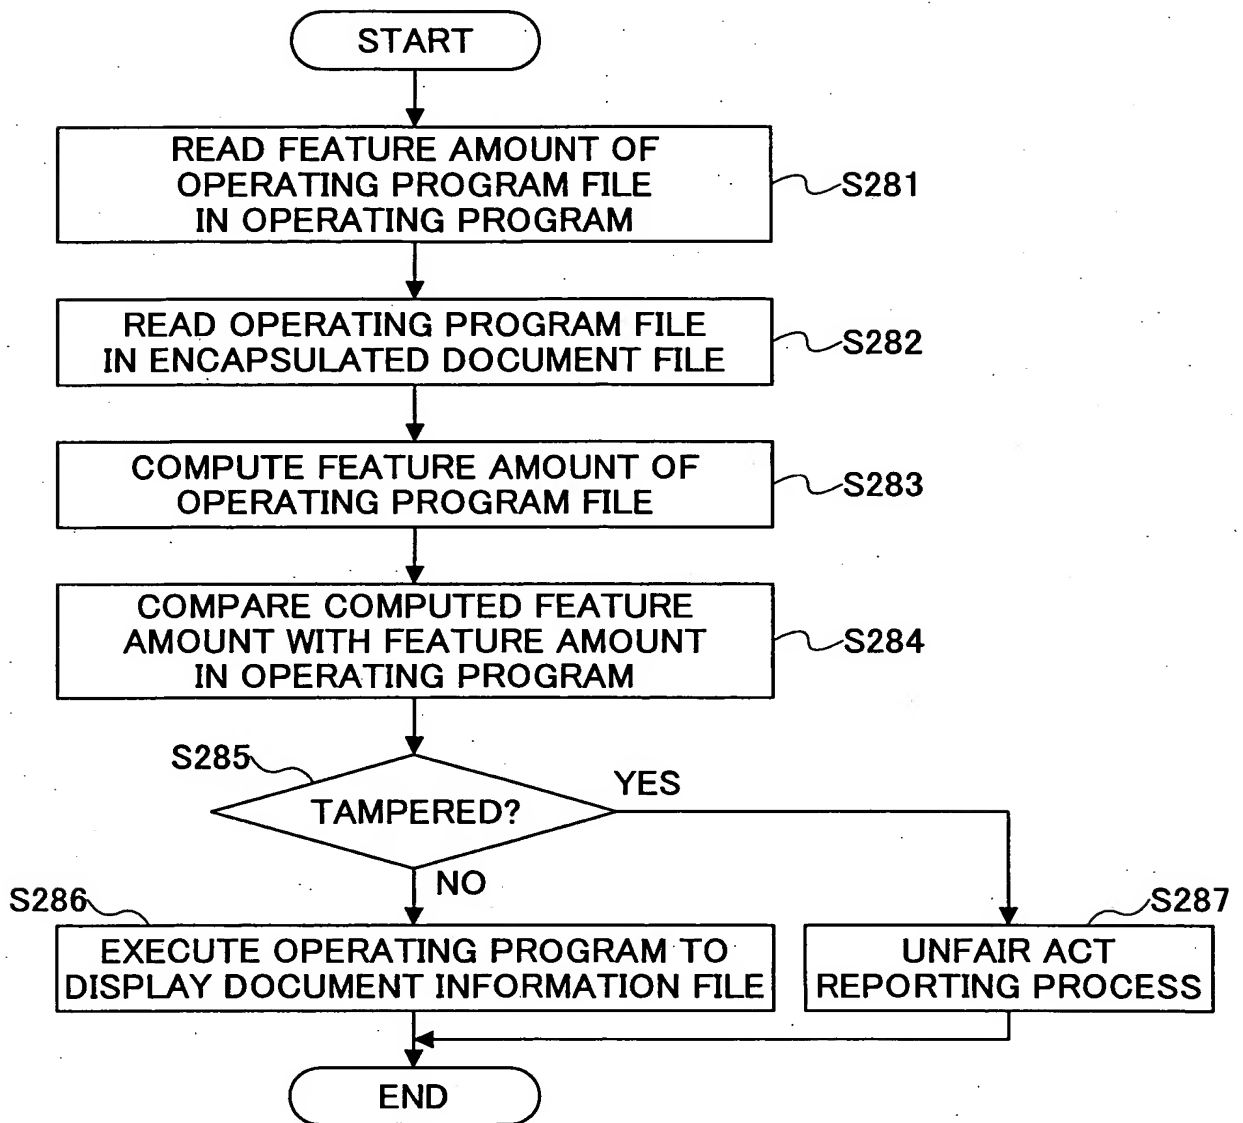 START
READ FEATURE AMOUNT OF
OPERATING PROGRAM FILE
IN OPERATING PROGRAM
S281
READ OPERATING PROGRAM FILE
IN ENCAPSULATED DOCUMENT FILE
S282
COMPUTE FEATURE AMOUNT OF
OPERATING PROGRAM FILE
S283
COMPARE COMPUTED FEATURE
AMOUNT WITH FEATURE AMOUNT
IN OPERATING PROGRAM
S284
S285
TAMPERED?
YES
NO
S286
EXECUTE OPERATING PROGRAM TO
DISPLAY DOCUMENT INFORMATION FILE
S287
UNFAIR ACT
REPORTING PROCESS
END